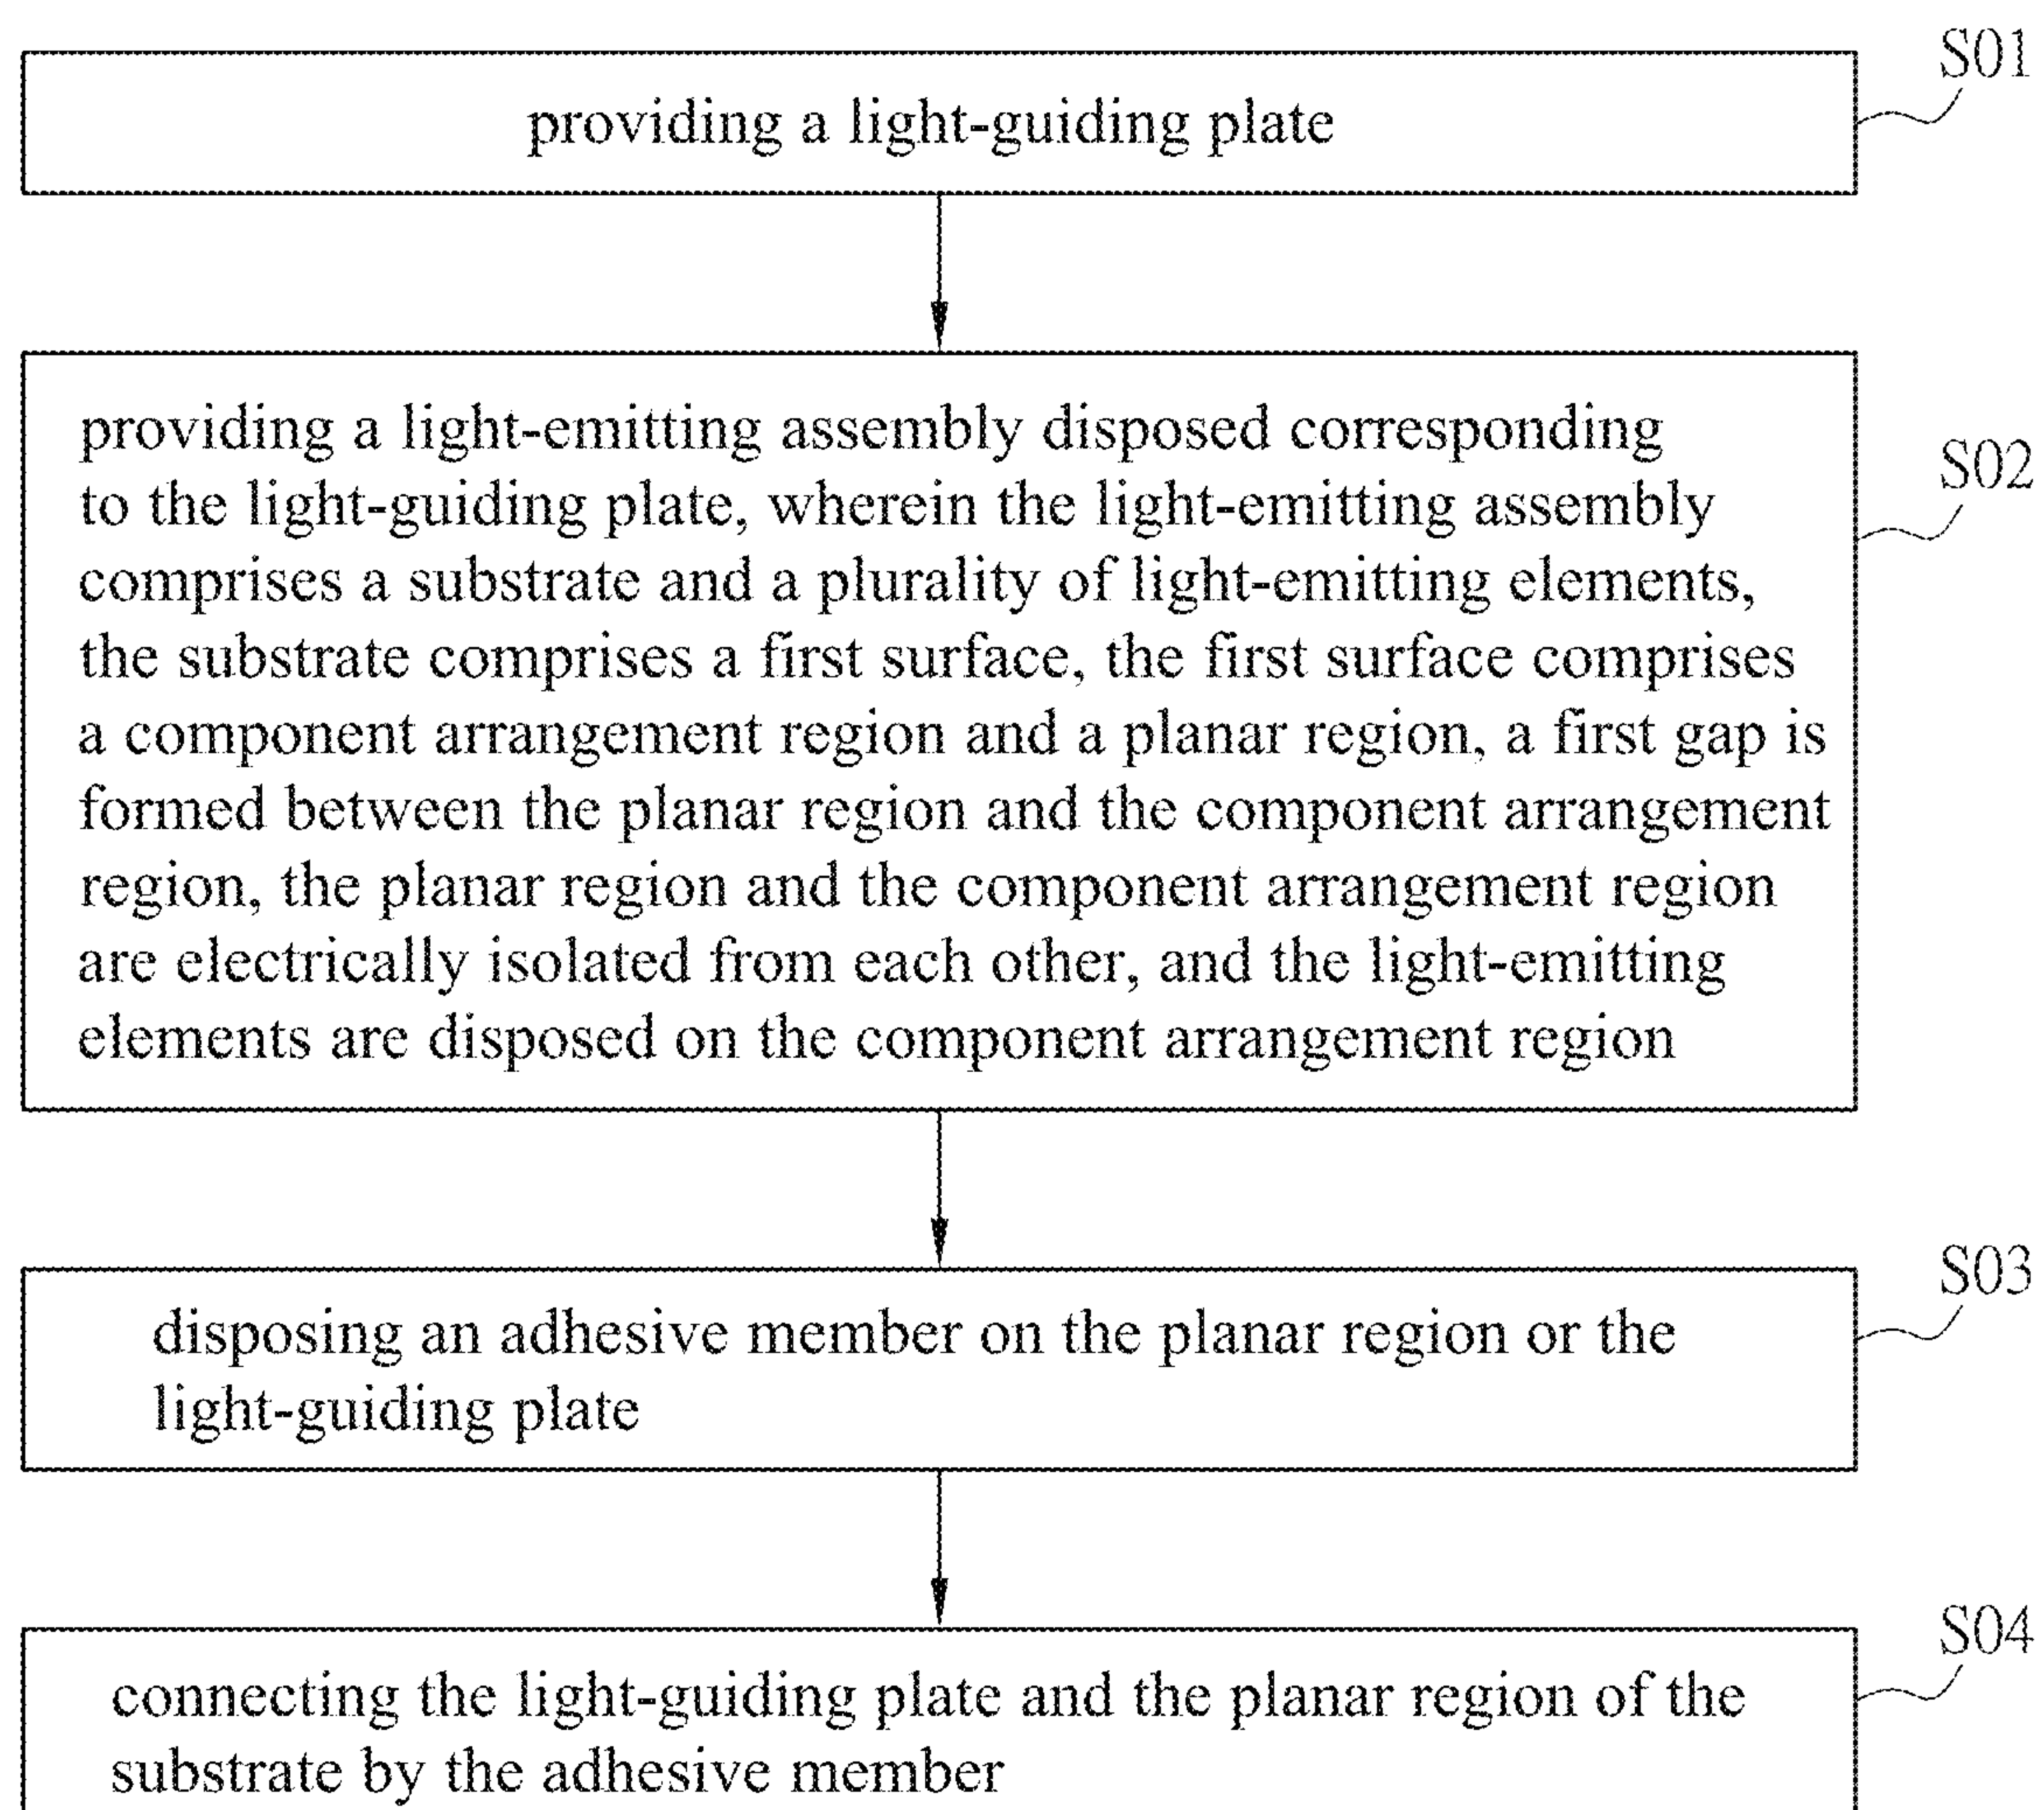 S01
providing a light-guiding plate
providing a light-emitting assembly disposed corresponding
S02
to the light-guiding plate, wherein the light-emitting assembly
comprises a substrate and a plurality of light-emitting elements,
the substrate comprises a first surface, the first surface comprises
a component arrangement region and a planar region, a first gap is
formed between the planar region and the component arrangement
region, the planar region and the component arrangement region
are electrically isolated from each other, and the light-emitting
elements are disposed on the component arrangement region
S03
disposing an adhesive member on the planar region or the
light-guiding plate
S04
connecting the light-guiding plate and the planar region of the
substrate by the adhesive member